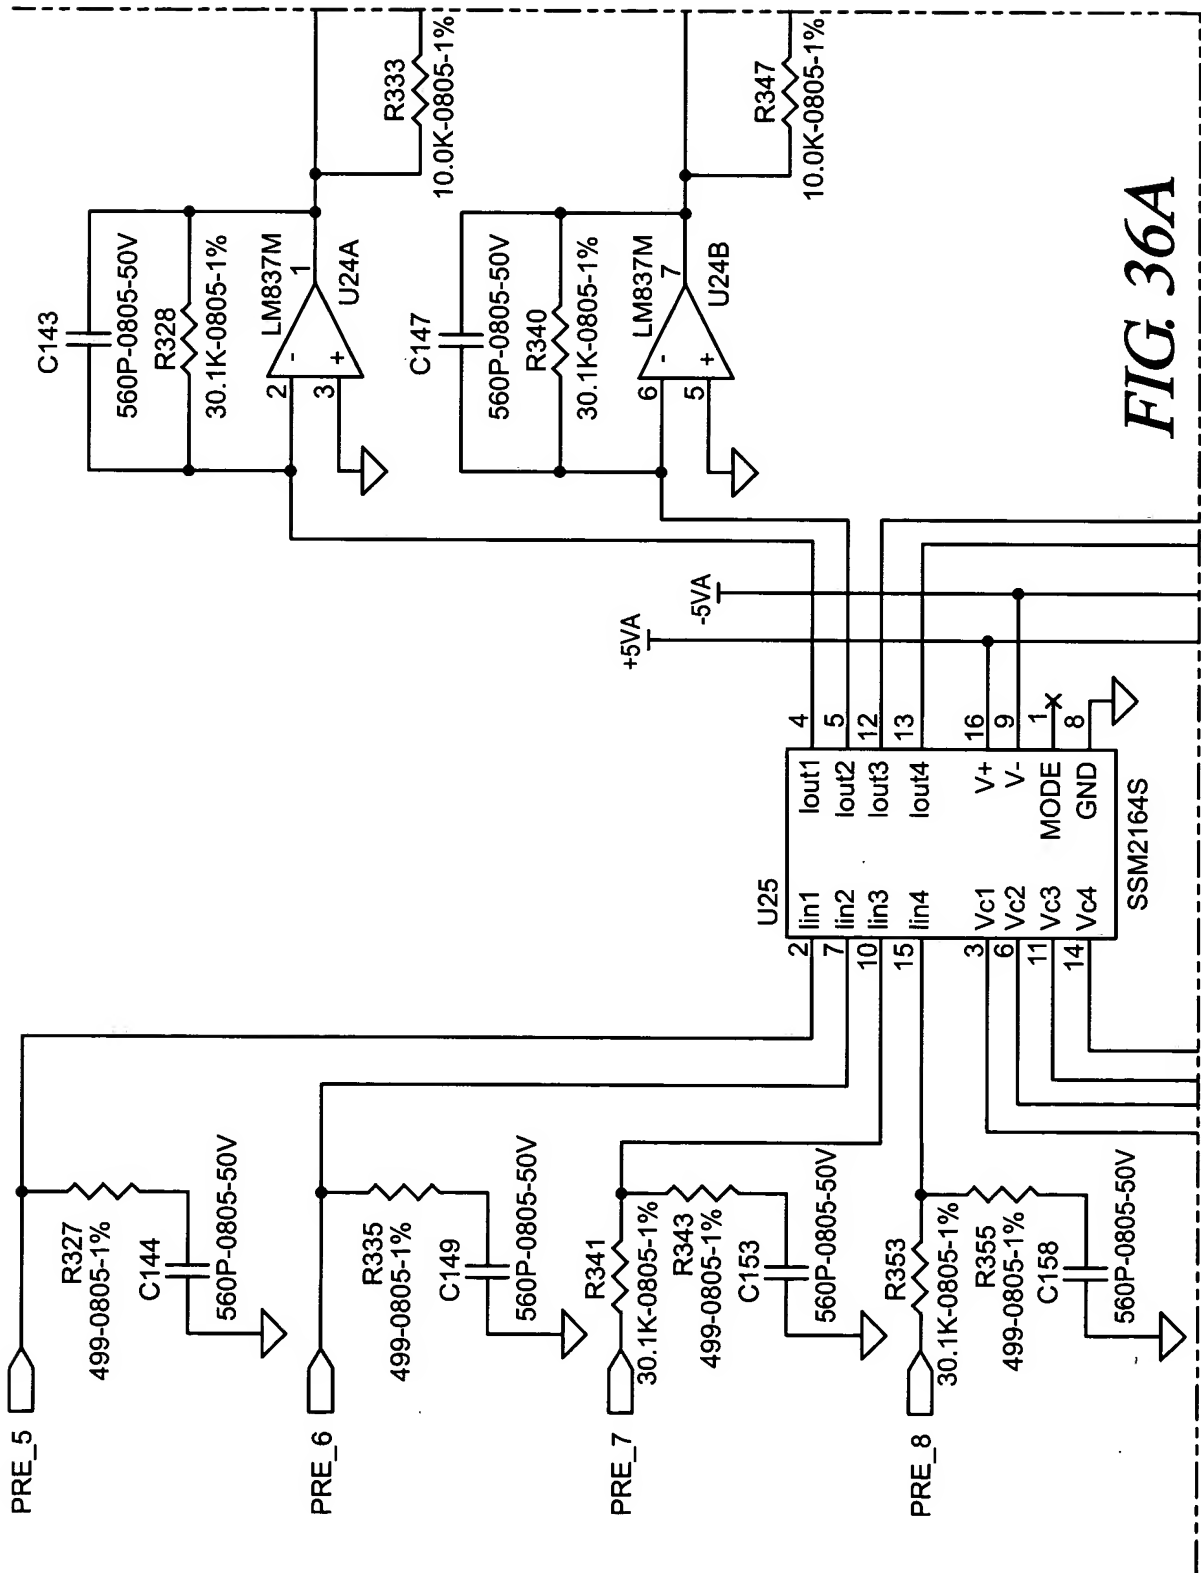 PRE_5
R327
499-0805-1%
C144
560P-0805-50V
PRE_6
R335
499-0805-1%
C149
560P-0805-50V
PRE_7
R341
30.1K-0805-1%
R343
499-0805-1%
C153
560P-0805-50V
PRE_8
R353
30.1K-0805-1%
R355
499-0805-1%
C158
560P-0805-50V
U25
2 Iin1
7 Iin2
10 Iin3
15 Iin4
3 Vc1
6 Vc2
11 Vc3
14 Vc4
Iout1 4
Iout2 5
Iout3 12
Iout4 13
V+ 16
V- 9
MODE 1
GND 8
SSM2164S
+5VA
-5VA
C143
560P-0805-50V
R328
30.1K-0805-1%
LM837M
2 -
3 +
1
U24A
R333
10.0K-0805-1%
C147
560P-0805-50V
R340
30.1K-0805-1%
LM837M
6 -
5 +
7
U24B
R347
10.0K-0805-1%
FIG. 36A